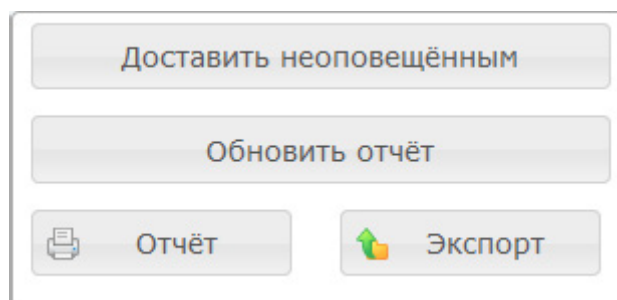 Доставить неоповещённым
Обновить отчёт
Отчёт
Экспорт